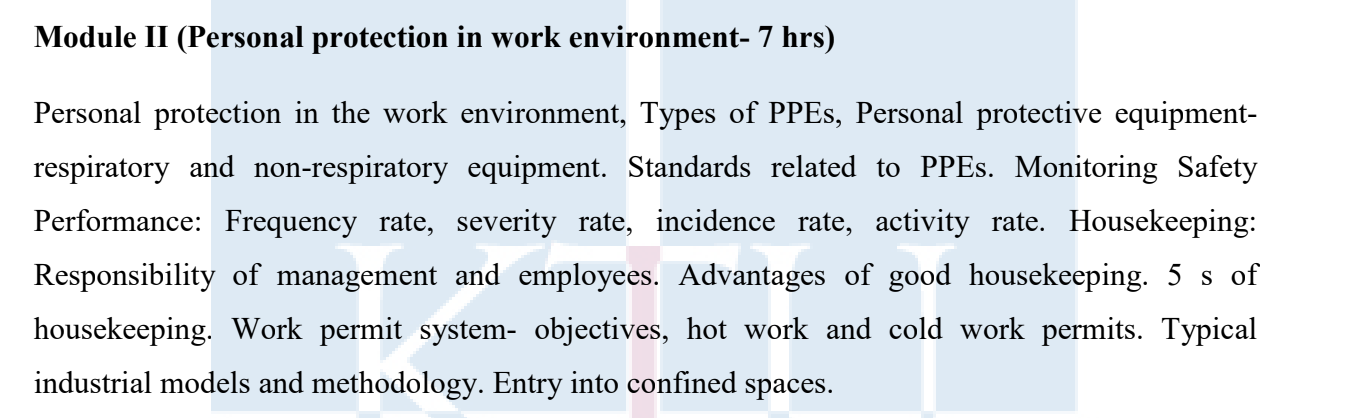 Module II (Personal protection in work environment- 7 hrs)
Personal protection in the work environment, Types of PPEs, Personal protective equipment-
respiratory and non-respiratory equipment. Standards related to PPEs. Monitoring Safety
Performance: Frequency rate, severity rate, incidence rate, activity rate. Housekeeping:
Responsibility of management and employees. Advantages of good housekeeping. 5 s of
housekeeping. Work permit system- objectives, hot work and cold work permits. Typical
industrial models and methodology. Entry into confined spaces.
KTU